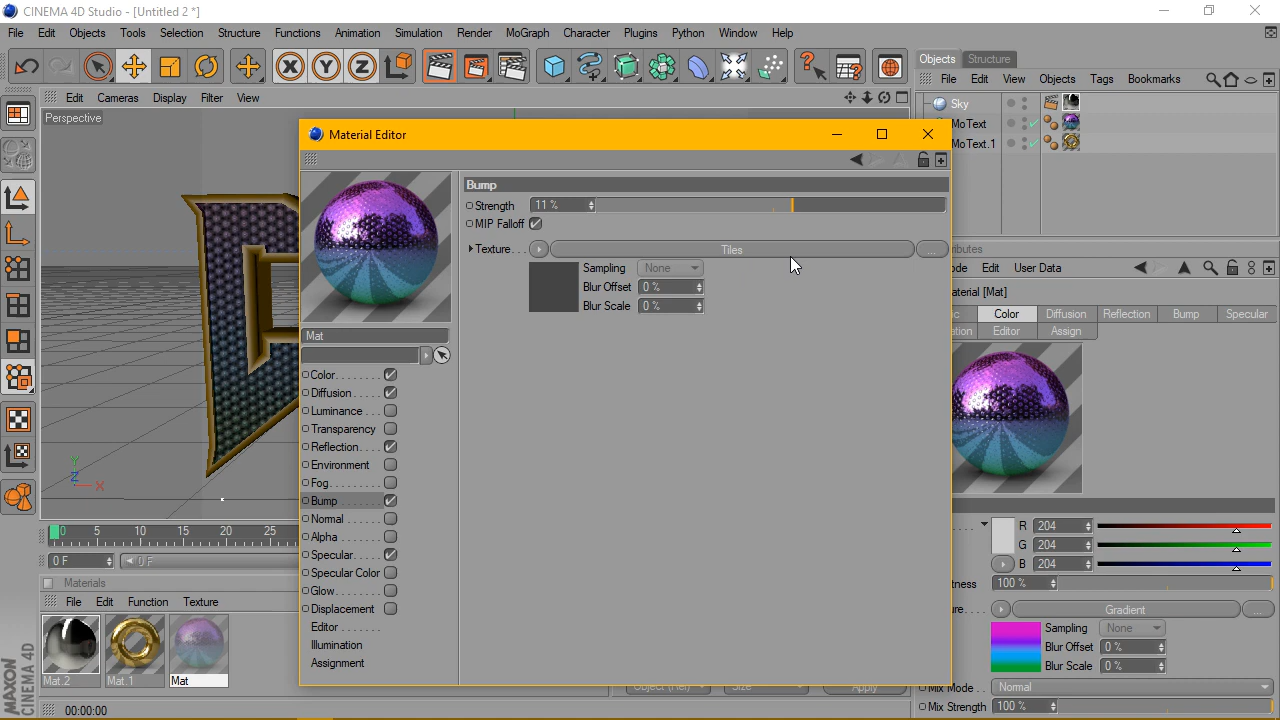 CINEMA 4D Studio - [Untitled 2 *]
File Edit Objects Tools Selection Structure Functions Animation Simulation Render MoGraph Character Plugins Python Window Help
Objects Structure
File Edit View Objects Tags Bookmarks
Edit Cameras Display Filter View
Perspective
Sky
MoText
MoText.1
Material Editor
Bump
Strength 11 %
MIP Falloff
Texture. . . Tiles ...
Sampling None
Blur Offset 0 %
Blur Scale 0 %
Mat
Color
Diffusion
Luminance
Transparency
Reflection
Environment
Fog
Bump
Normal
Alpha
Specular
Specular Color
Glow
Displacement
Editor
Illumination
Assignment
Edit User Data
[Mat]
Color Diffusion Reflection Bump Specular
Editor Assign
R 204
G 204
B 204
100 %
Gradient ...
Sampling None
Blur Offset 0 %
Blur Scale 0 %
Mix Mode Normal
Mix Strength 100 %
Y
Z
X
0 5 10 15 20 25
0 F 0 F
Materials
File Edit Function Texture
Mat.2 Mat.1 Mat
Size Apply
MAXON CINEMA 4D
00:00:00